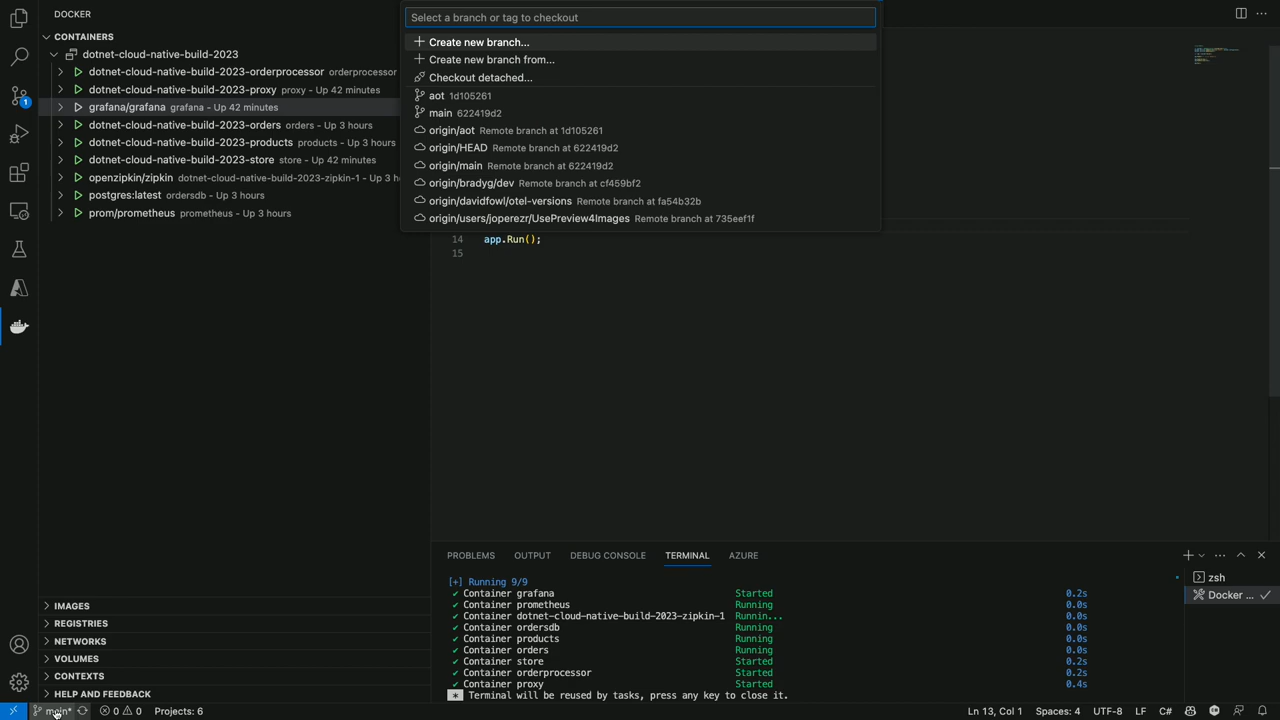 DOCKER
CONTAINERS
dotnet-cloud-native-build-2023
dotnet-cloud-native-build-2023-orderprocessor orderprocessor
dotnet-cloud-native-build-2023-proxy proxy - Up 42 minutes
grafana/grafana grafana - Up 42 minutes
dotnet-cloud-native-build-2023-orders orders - Up 3 hours
dotnet-cloud-native-build-2023-products products - Up 3 hours
dotnet-cloud-native-build-2023-store store - Up 42 minutes
openzipkin/zipkin dotnet-cloud-native-build-2023-zipkin-1 - Up 3 h
postgres:latest ordersdb - Up 3 hours
prom/prometheus prometheus - Up 3 hours
IMAGES
REGISTRIES
NETWORKS
VOLUMES
CONTEXTS
HELP AND FEEDBACK
Select a branch or tag to checkout
Create new branch...
Create new branch from...
Checkout detached...
aot 1d105261
main 622419d2
origin/aot Remote branch at 1d105261
origin/HEAD Remote branch at 622419d2
origin/main Remote branch at 622419d2
origin/bradyg/dev Remote branch at cf459bf2
origin/davidfowl/otel-versions Remote branch at fa54b32b
origin/users/joperezr/UsePreview4Images Remote branch at 735eef1f
14 app.Run();
15
PROBLEMS OUTPUT DEBUG CONSOLE TERMINAL AZURE
[+] Running 9/9
✔ Container grafana Started 0.2s
✔ Container prometheus Running 0.0s
✔ Container dotnet-cloud-native-build-2023-zipkin-1 Runnin... 0.0s
✔ Container ordersdb Running 0.0s
✔ Container products Running 0.0s
✔ Container orders Running 0.0s
✔ Container store Started 0.2s
✔ Container orderprocessor Started 0.2s
✔ Container proxy Started 0.4s
* Terminal will be reused by tasks, press any key to close it.
zsh
Docker ...
1
main* 0 0 Projects: 6 Ln 13, Col 1 Spaces: 4 UTF-8 LF C#